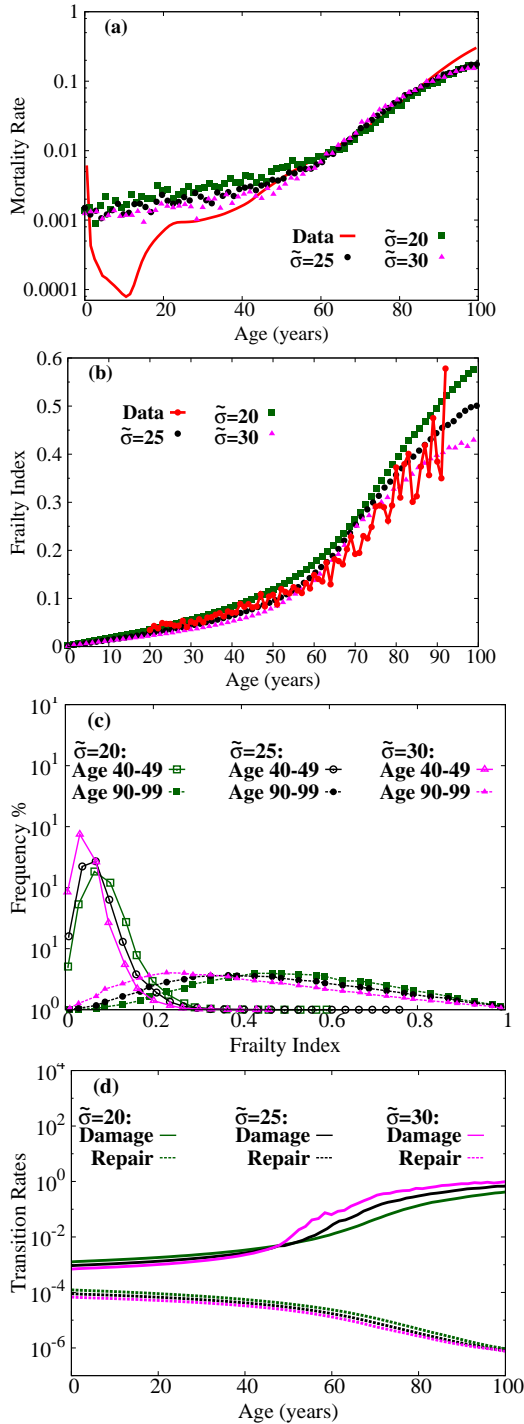 (a)
1
0.1
0.01
0.001
0.0001
Mortality Rate
Data
σ̃=20
σ̃=25
σ̃=30
0 20 40 60 80 100
Age (years)
(b)
0.6
0.5
0.4
0.3
0.2
0.1
0
Frailty Index
Data
σ̃=20
σ̃=25
σ̃=30
0 10 20 30 40 50 60 70 80 90 100
Age (years)
(c)
10¹
10¹
10¹
10¹
10¹
10⁰
Frequency %
σ̃=20: σ̃=25: σ̃=30:
Age 40-49 Age 40-49 Age 40-49
Age 90-99 Age 90-99 Age 90-99
0 0.2 0.4 0.6 0.8 1
Frailty Index
(d)
10⁴
10²
10⁰
10⁻²
10⁻⁴
10⁻⁶
Transition Rates
σ̃=20: σ̃=25: σ̃=30:
Damage Damage Damage
Repair Repair Repair
0 20 40 60 80 100
Age (years)